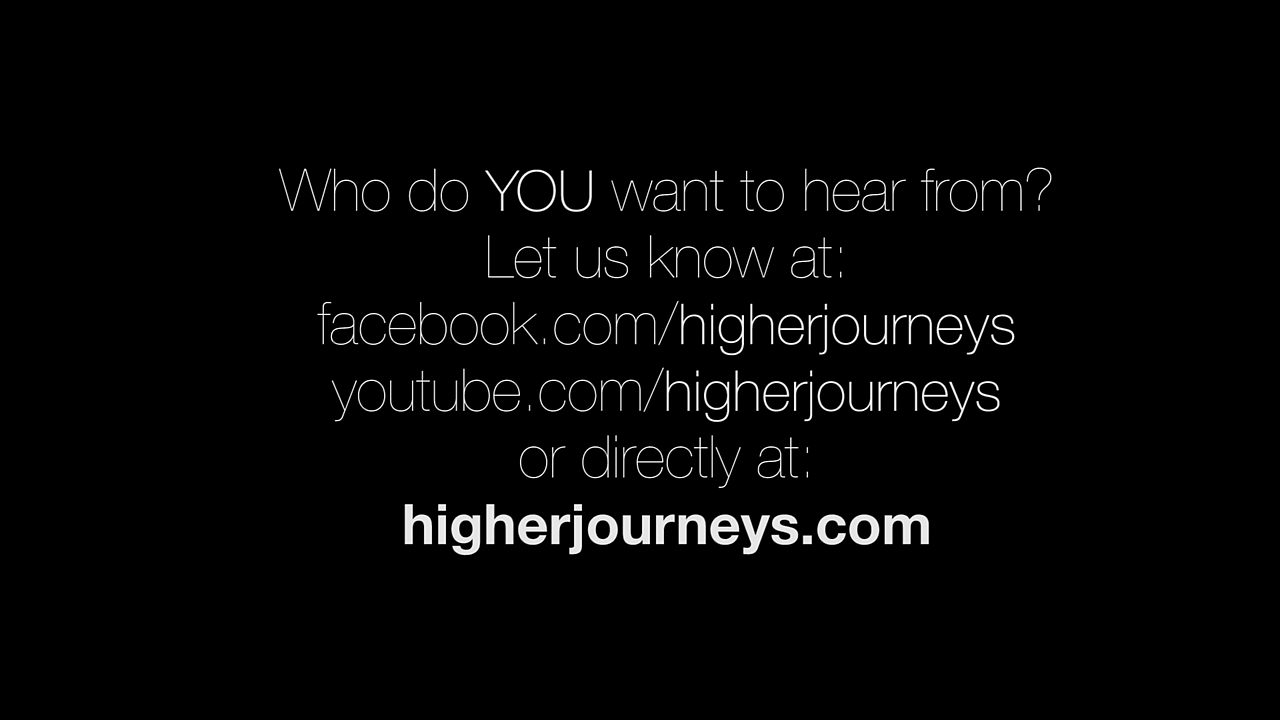 Who do YOU want to hear from?
Let us know at:
facebook.com/higherjourneys
youtube.com/higherjourneys
or directly at:
higherjourneys.com